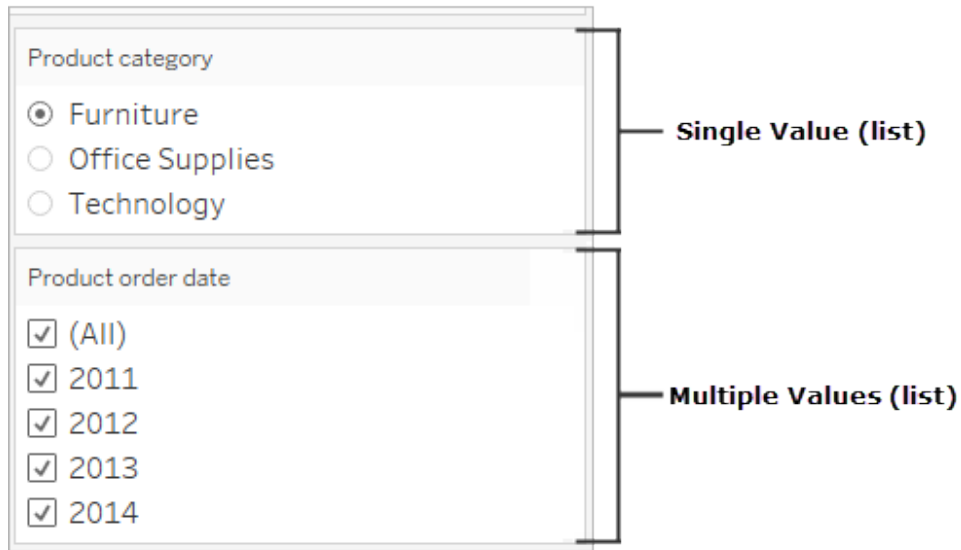 Product category
Furniture
Office Supplies
Technology
Single Value (list)
Product order date
(All)
2011
2012
2013
2014
Multiple Values (list)